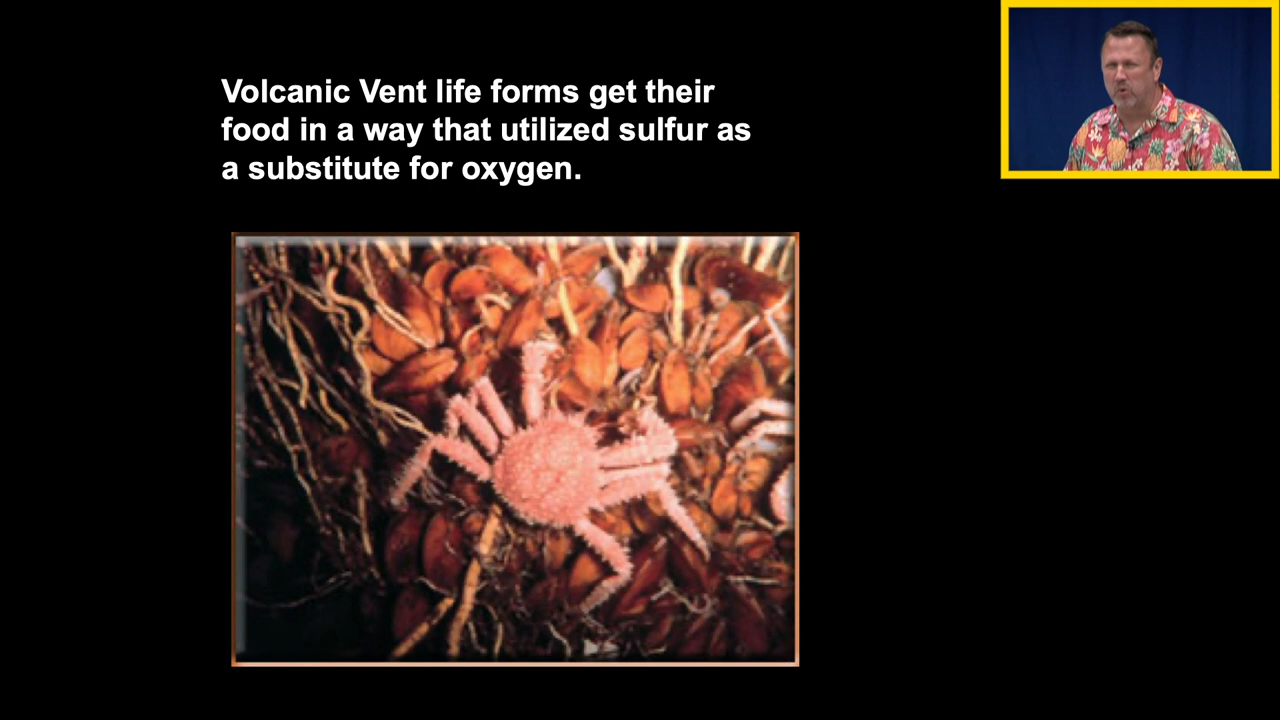 Volcanic Vent life forms get their
food in a way that utilized sulfur as
a substitute for oxygen.